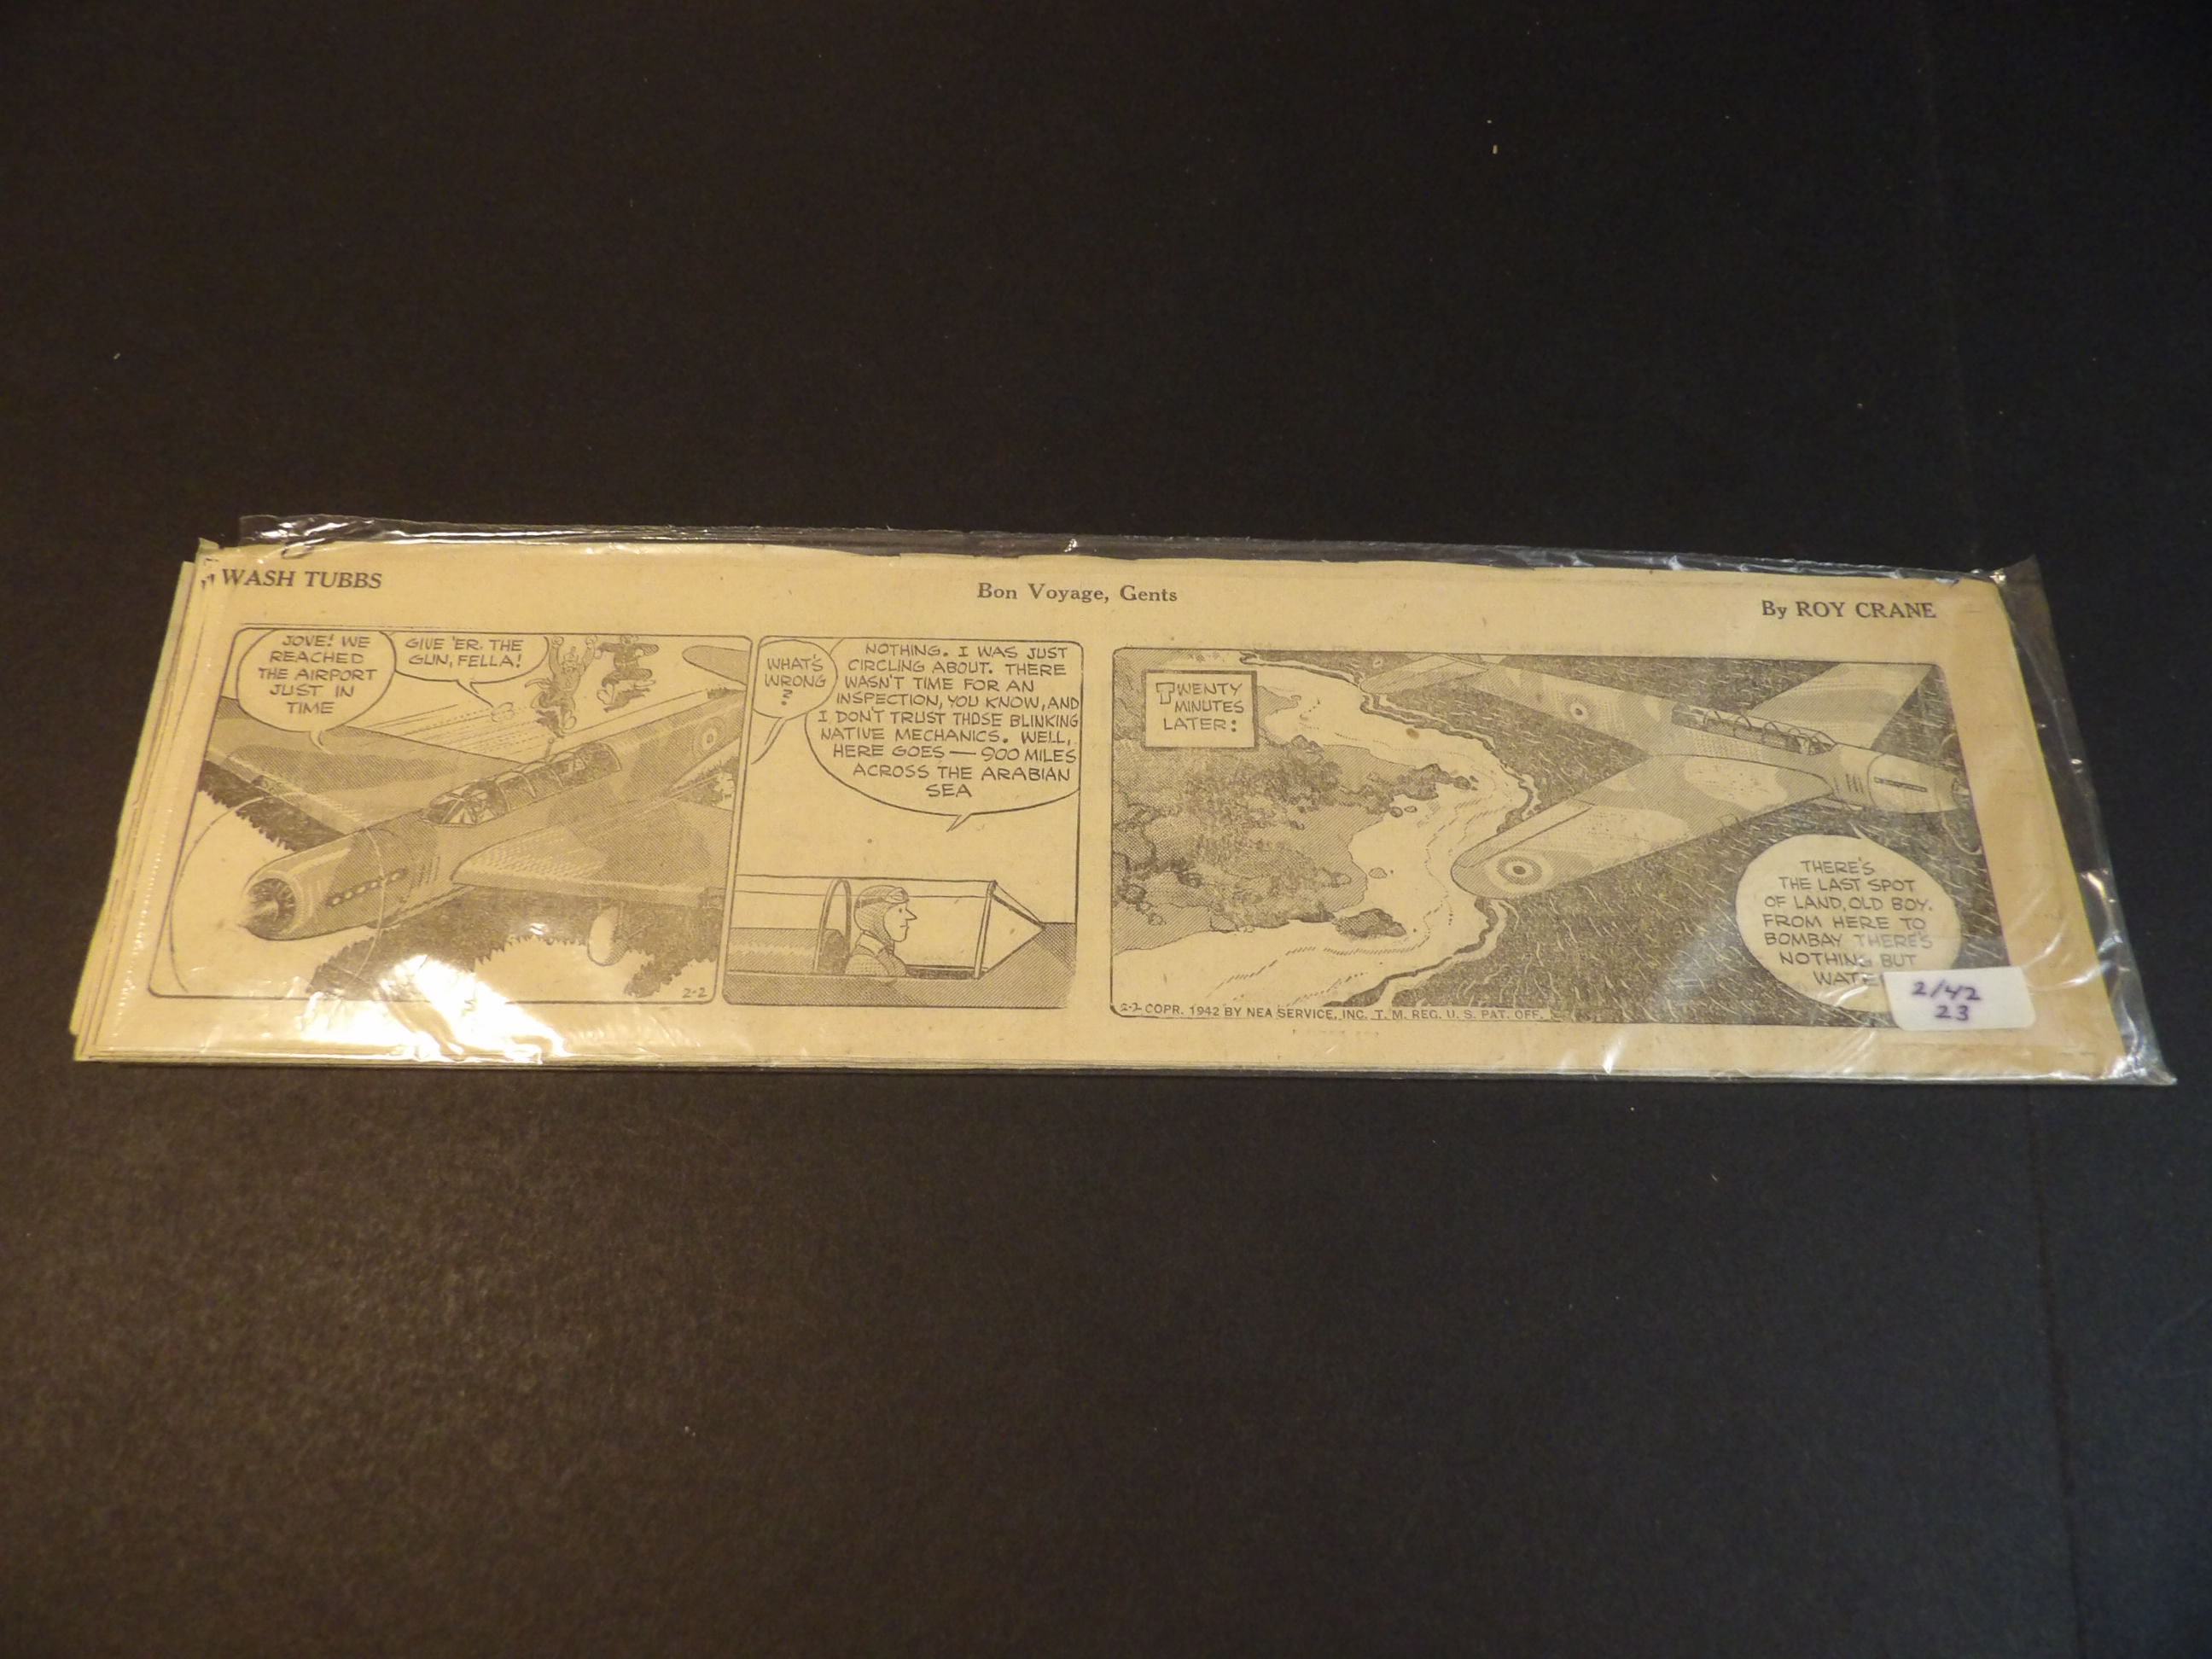 WASH TUBBS
Bon Voyage, Gents
By ROY CRANE
JOVE! WE
REACHED
THE AIRPORT
JUST IN
TIME
GIVE 'ER THE
GUN, FELLA!
2-2
WHAT'S
WRONG
?
NOTHING. I WAS JUST
CIRCLING ABOUT. THERE
WASN'T TIME FOR AN
INSPECTION, YOU KNOW, AND
I DON'T TRUST THOSE BLINKING
NATIVE MECHANICS. WELL,
HERE GOES — 900 MILES
ACROSS THE ARABIAN
SEA
TWENTY
MINUTES
LATER:
THERE'S
THE LAST SPOT
OF LAND, OLD BOY.
FROM HERE TO
BOMBAY THERE'S
NOTHING BUT
WATE
2-2 COPR. 1942 BY NEA SERVICE, INC. T. M. REG. U. S. PAT. OFF.
2/42
23